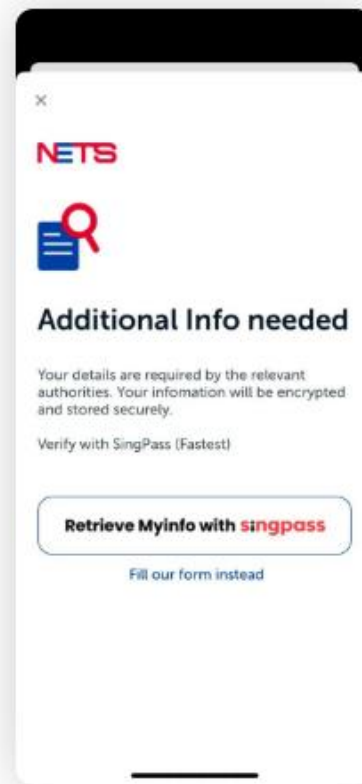 ×
NETS
Additional Info needed
Your details are required by the relevant
authorities. Your infomation will be encrypted
and stored securely.
Verify with SingPass (Fastest)
Retrieve Myinfo with singpass
Fill our form instead